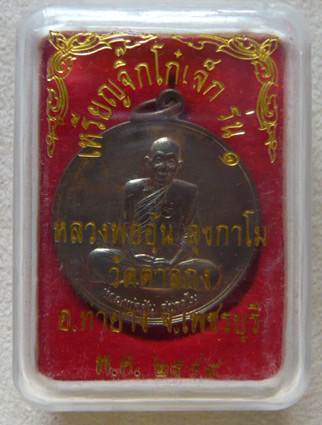 เหรียญจิ๊กโก๋เล็ก รุ่น ๑
หลวงพ่ออุ้น สุขกาโม
วัดตาลกง
อ.ท่ายาง จ.เพชรบุรี
พ.ศ. ๒๕๔๙